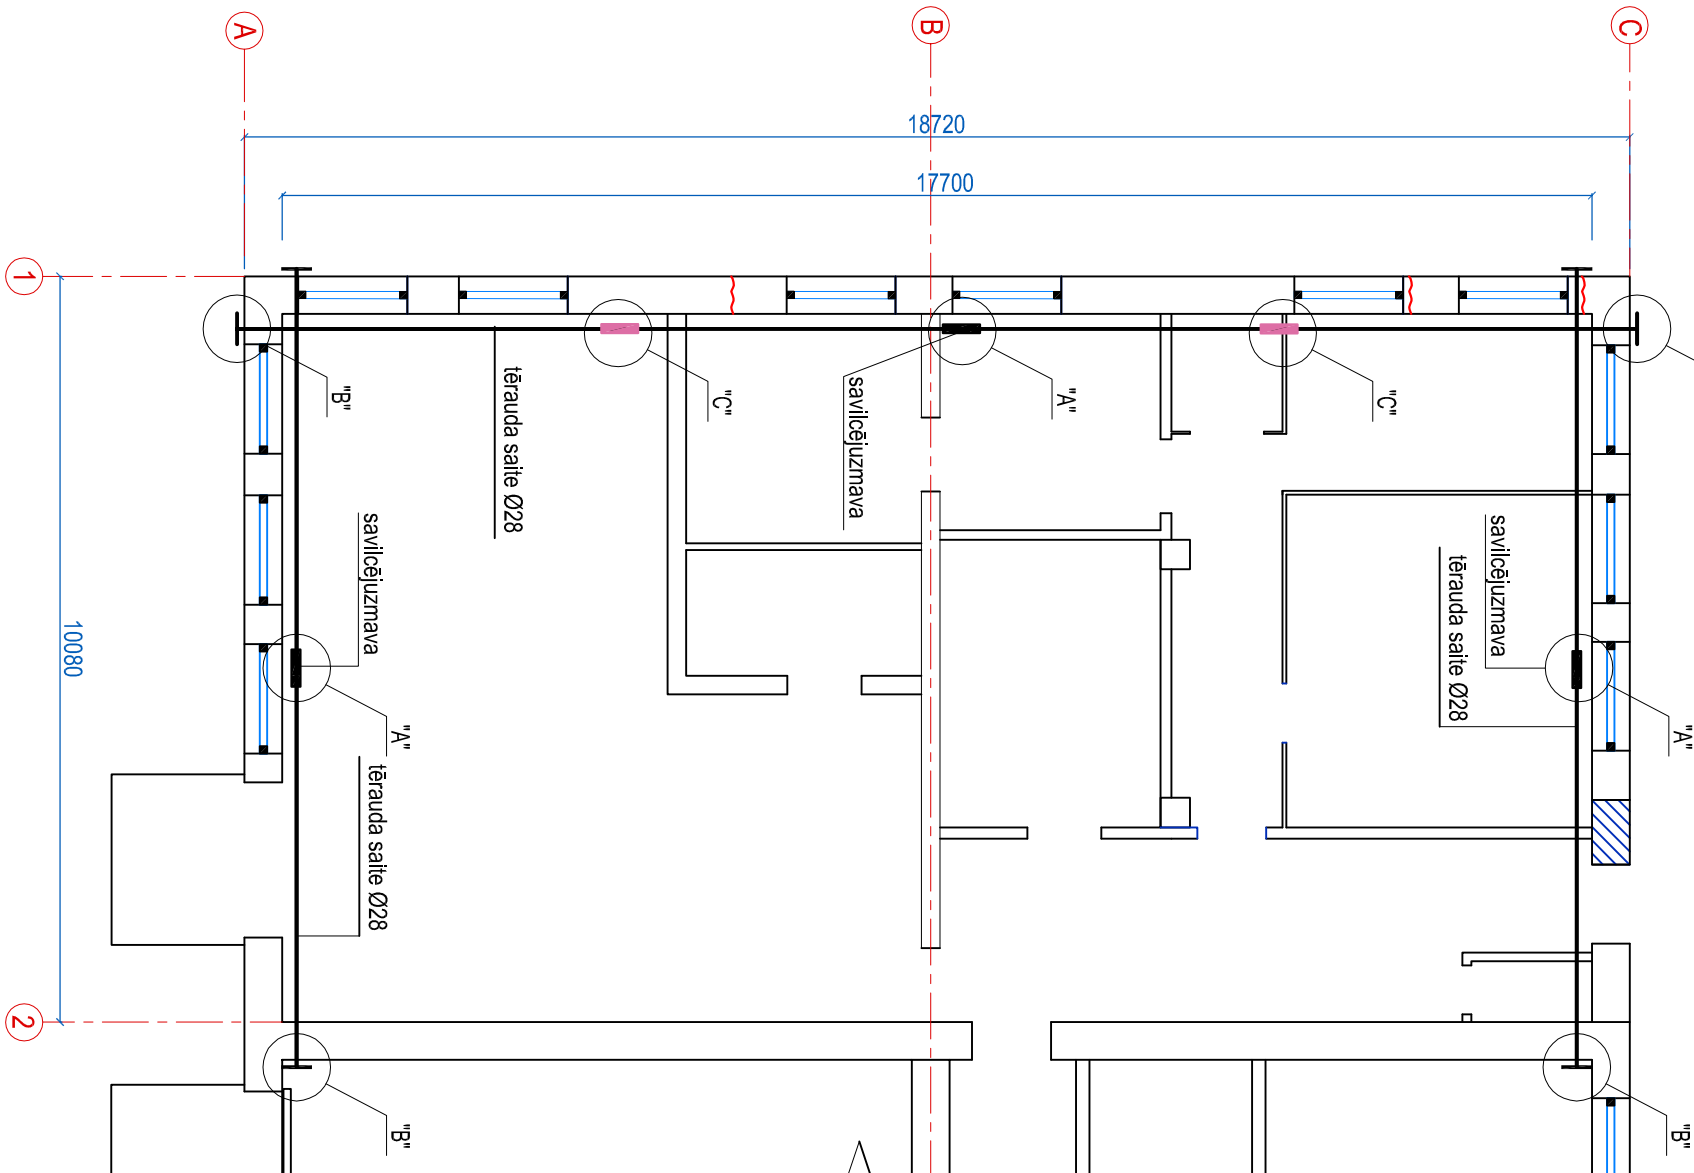 A
B
C
18720
17700
1
"B"
tērauda saite Ø28
"C"
savilcējuzmava
"A"
"C"
savilcējuzmava
10080
"A"
tērauda saite Ø28
savilcējuzmava
tērauda saite Ø28
"A"
2
"B"
"B"